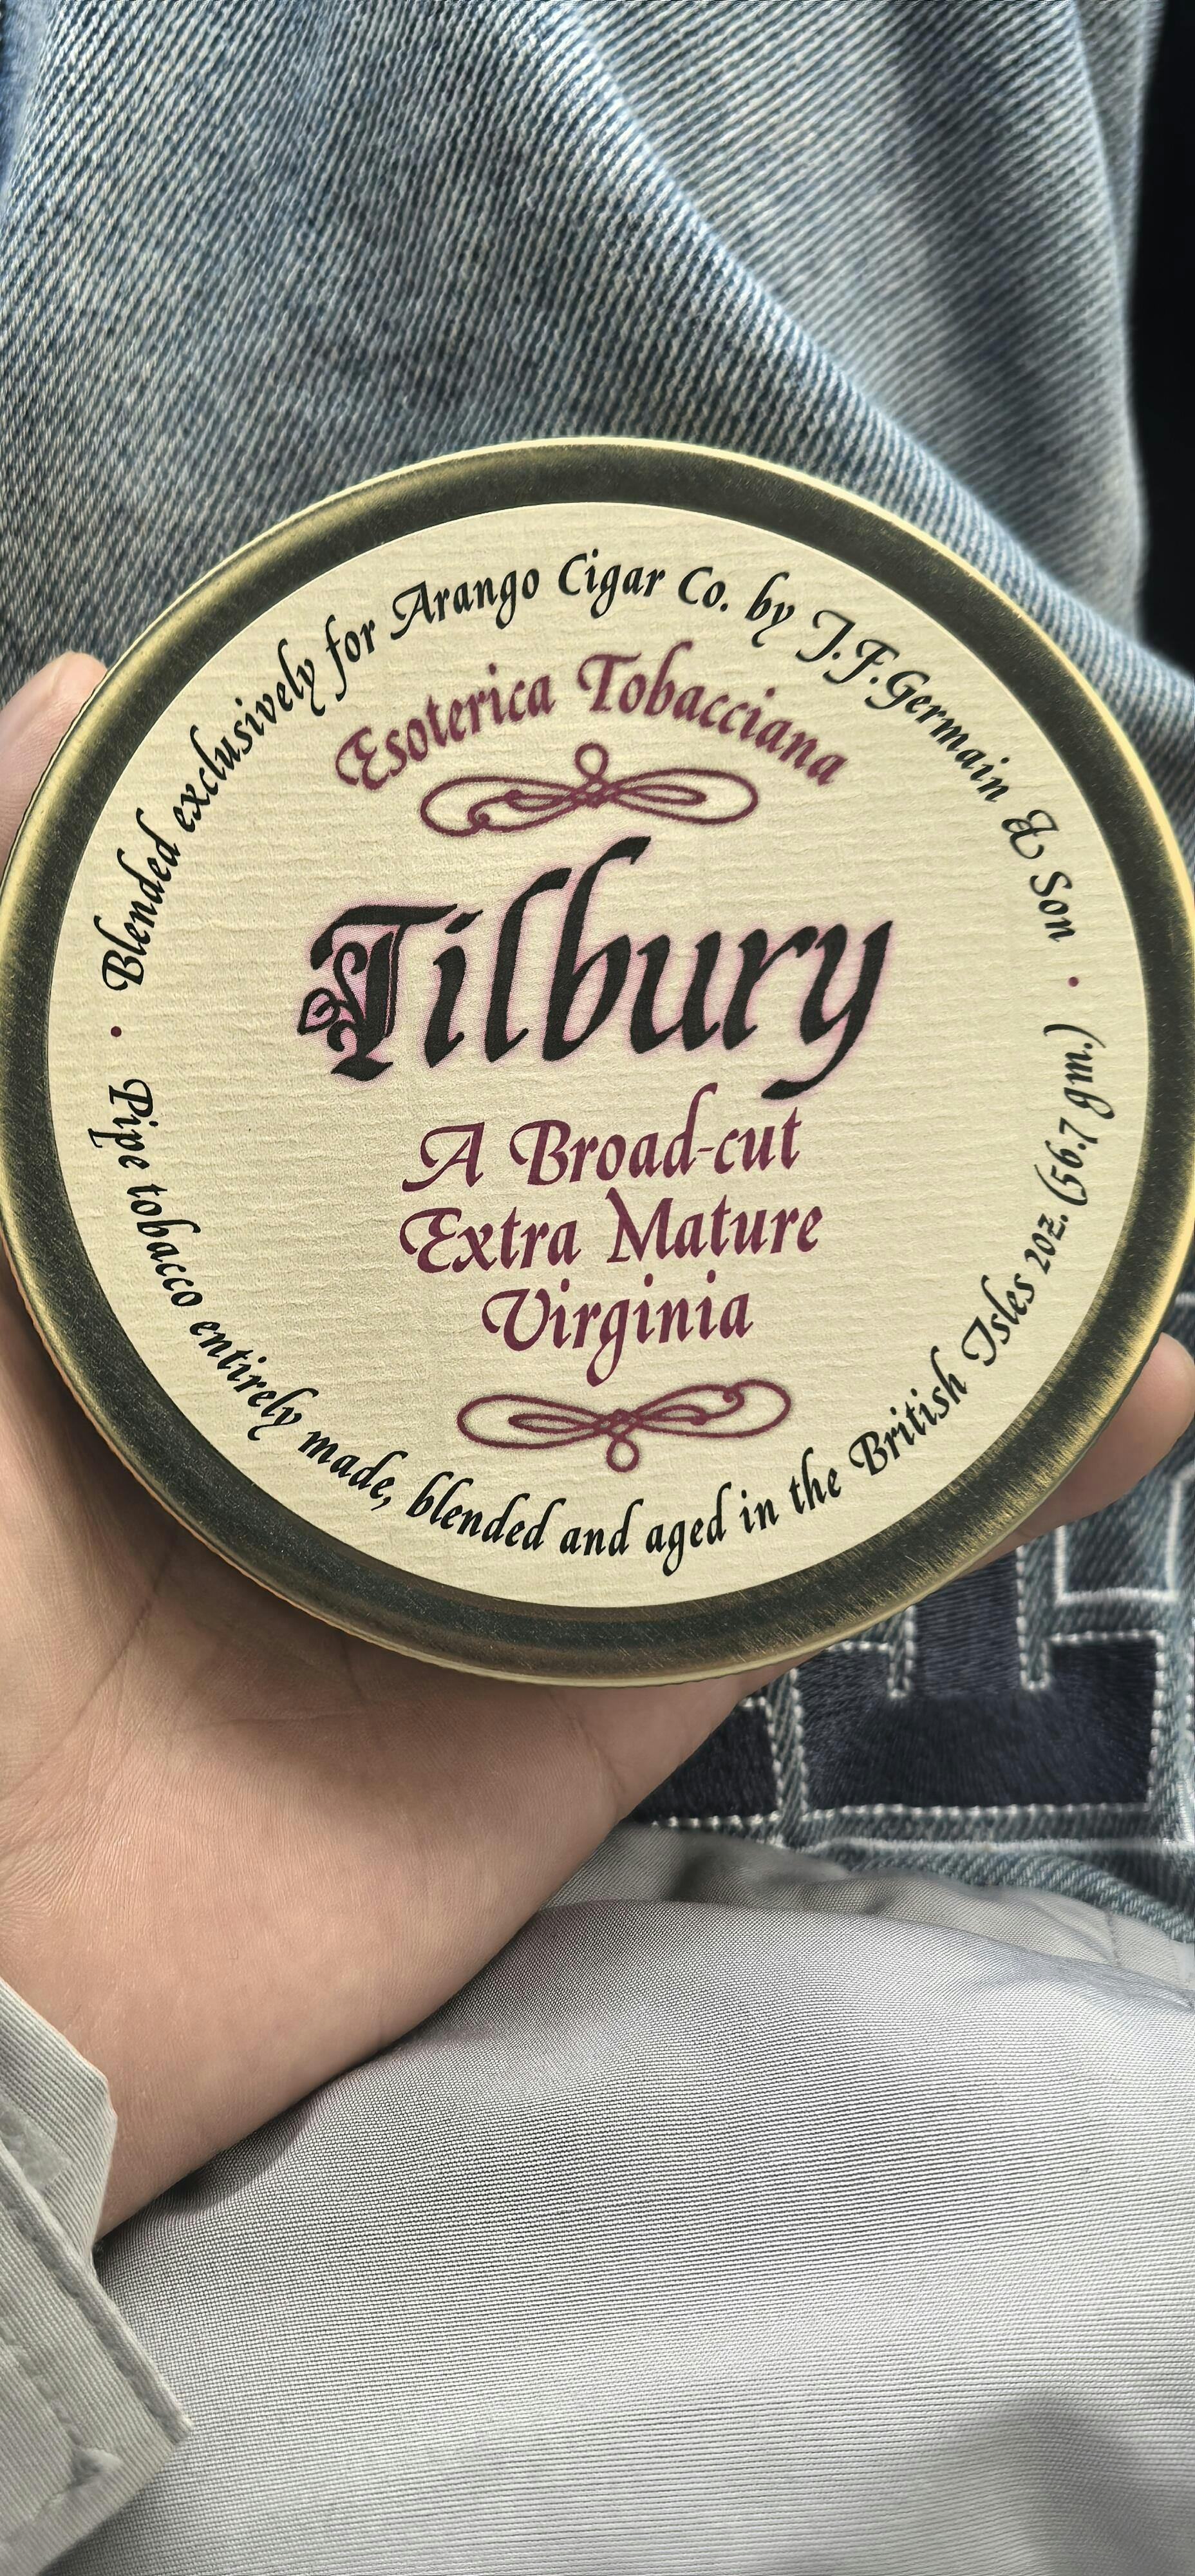 Blended exclusively for Arango Cigar Co. by J.F. Germain & Son
Esoterica Tobacciana
Tilbury
A Broad-cut
Extra Mature
Virginia
Pipe tobacco entirely made, blended and aged in the British Isles 2oz. (56.7 gm.)